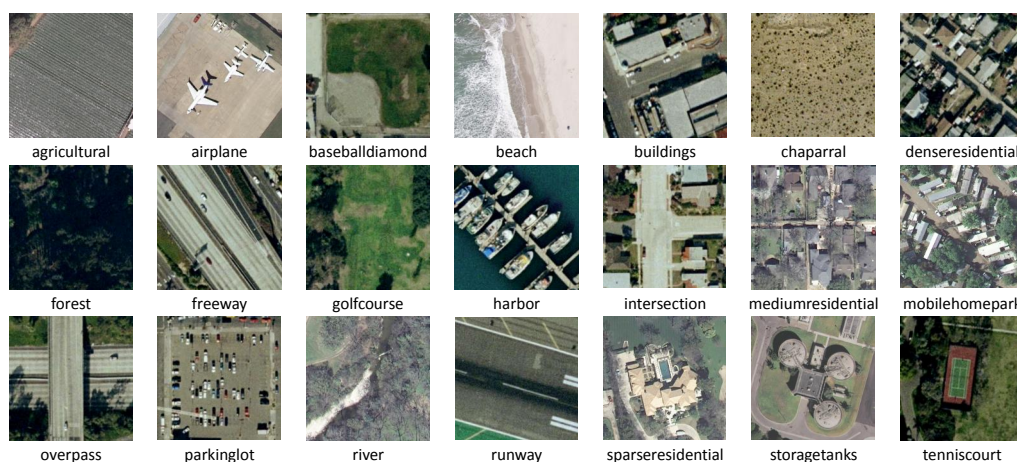 agricultural airplane baseballdiamond beach buildings chaparral denseresidential
forest freeway golfcourse harbor intersection mediumresidential mobilehomepark
overpass parkinglot river runway sparseresidential storagetanks tenniscourt